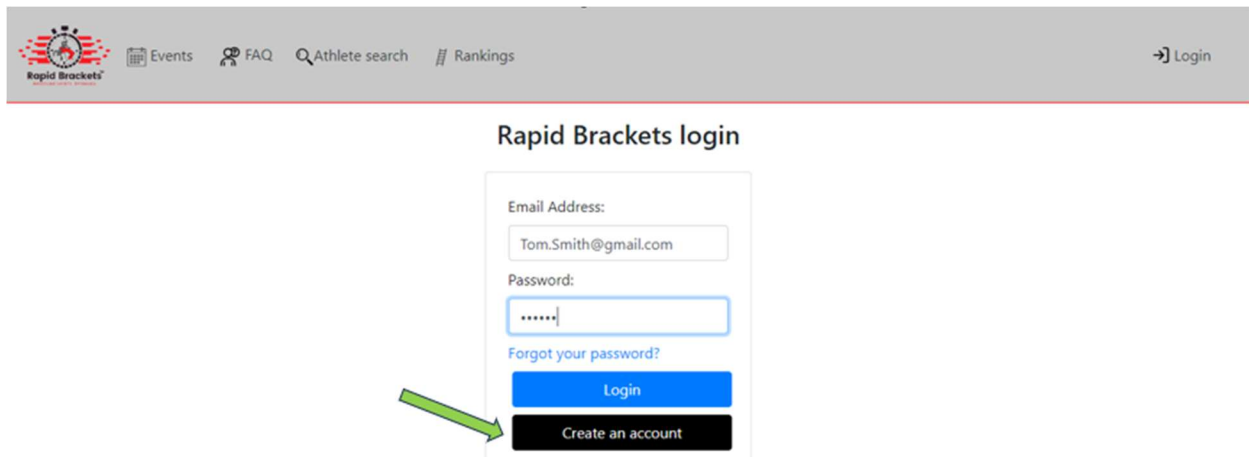 Events FAQ Athlete search Rankings Login
Rapid Brackets
Rapid Brackets login
Email Address:
Tom.Smith@gmail.com
Password:
••••••
Forgot your password?
Login
Create an account